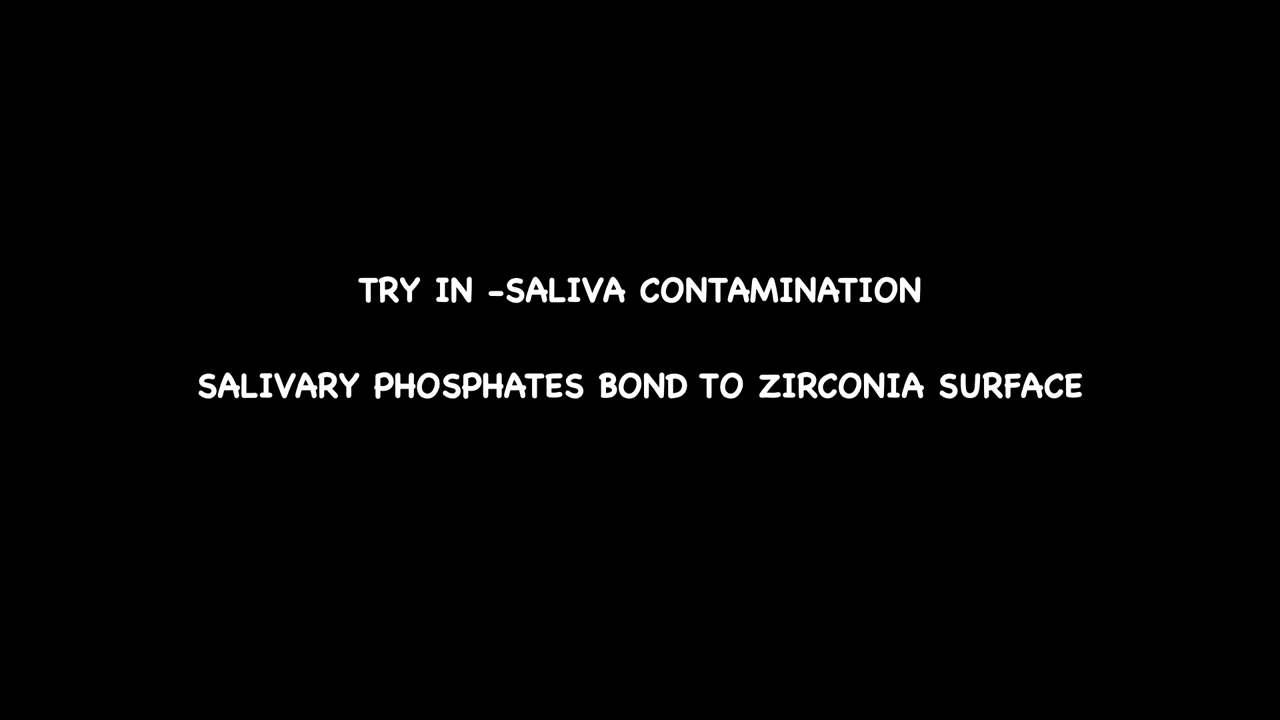 TRY IN -SALIVA CONTAMINATION
SALIVARY PHOSPHATES BOND TO ZIRCONIA SURFACE